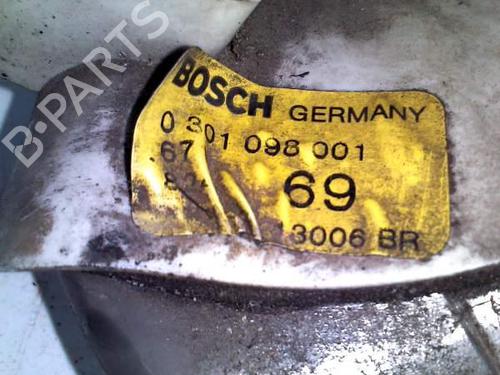 B-PARTS
BOSCH GERMANY
0 301 098 001
67
69
3006 BR